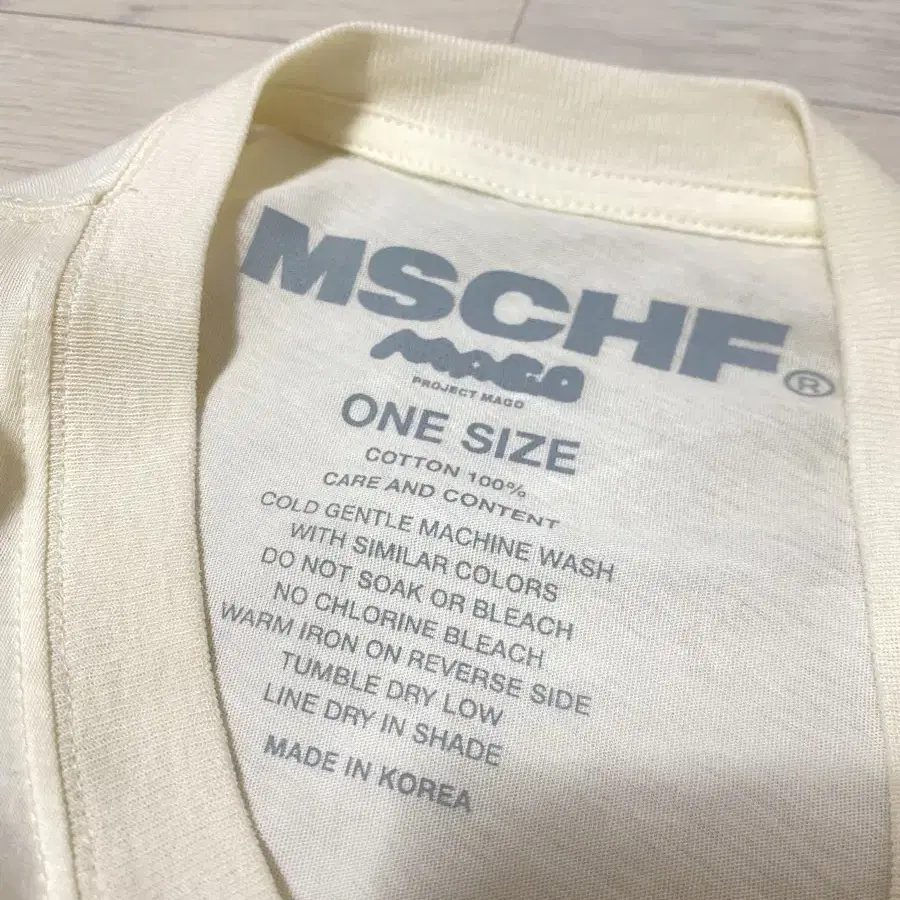 MSCHF®
MAGO
PROJECT MAGO
ONE SIZE
COTTON 100%
CARE AND CONTENT
COLD GENTLE MACHINE WASH
WITH SIMILAR COLORS
DO NOT SOAK OR BLEACH
NO CHLORINE BLEACH
WARM IRON ON REVERSE SIDE
TUMBLE DRY LOW
LINE DRY IN SHADE
MADE IN KOREA